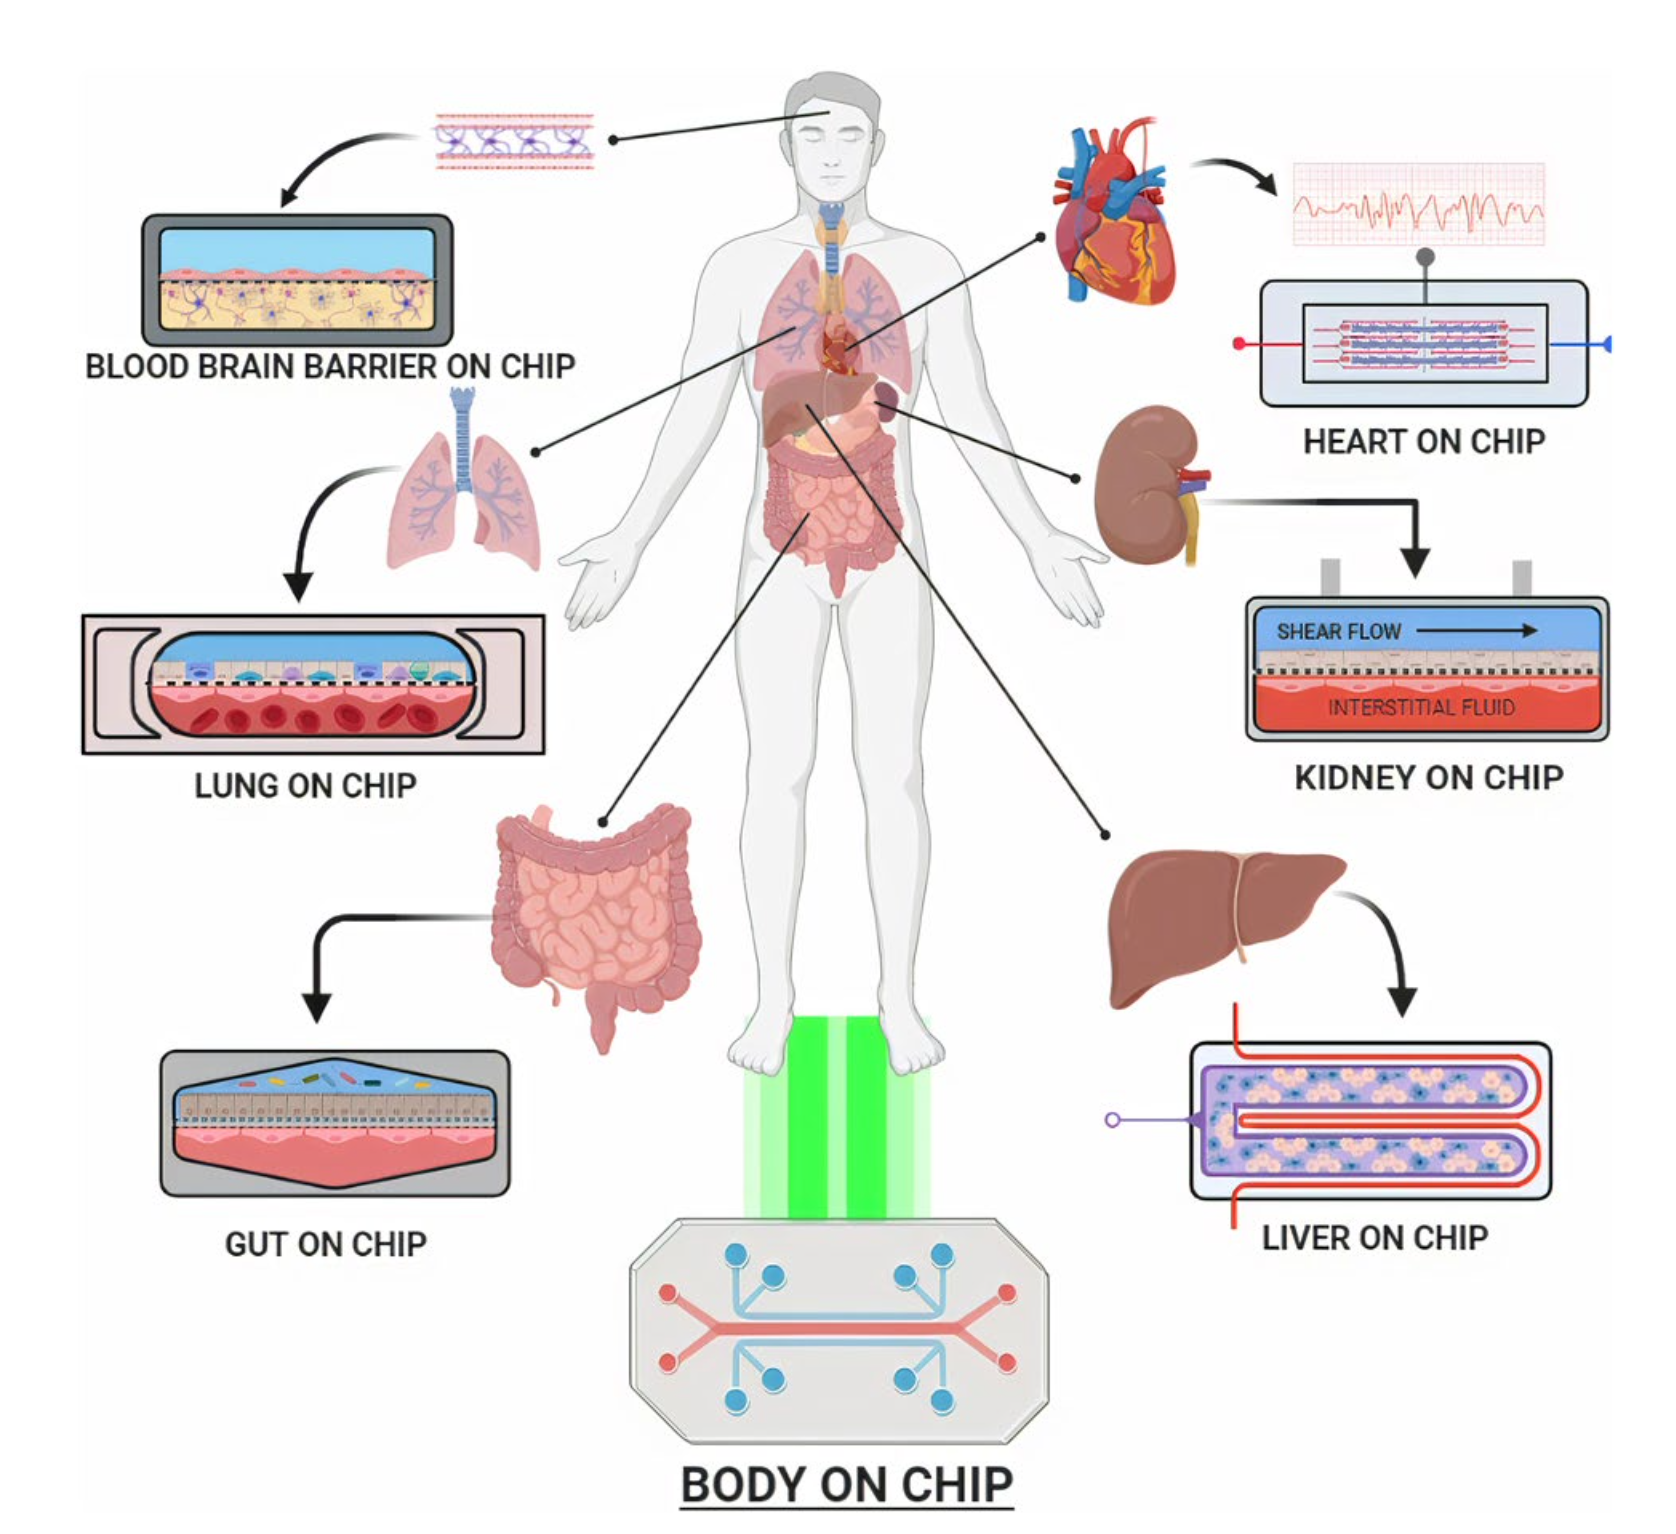 BLOOD BRAIN BARRIER ON CHIP
HEART ON CHIP
SHEAR FLOW
INTERSTITIAL FLUID
LUNG ON CHIP
KIDNEY ON CHIP
GUT ON CHIP
LIVER ON CHIP
BODY ON CHIP